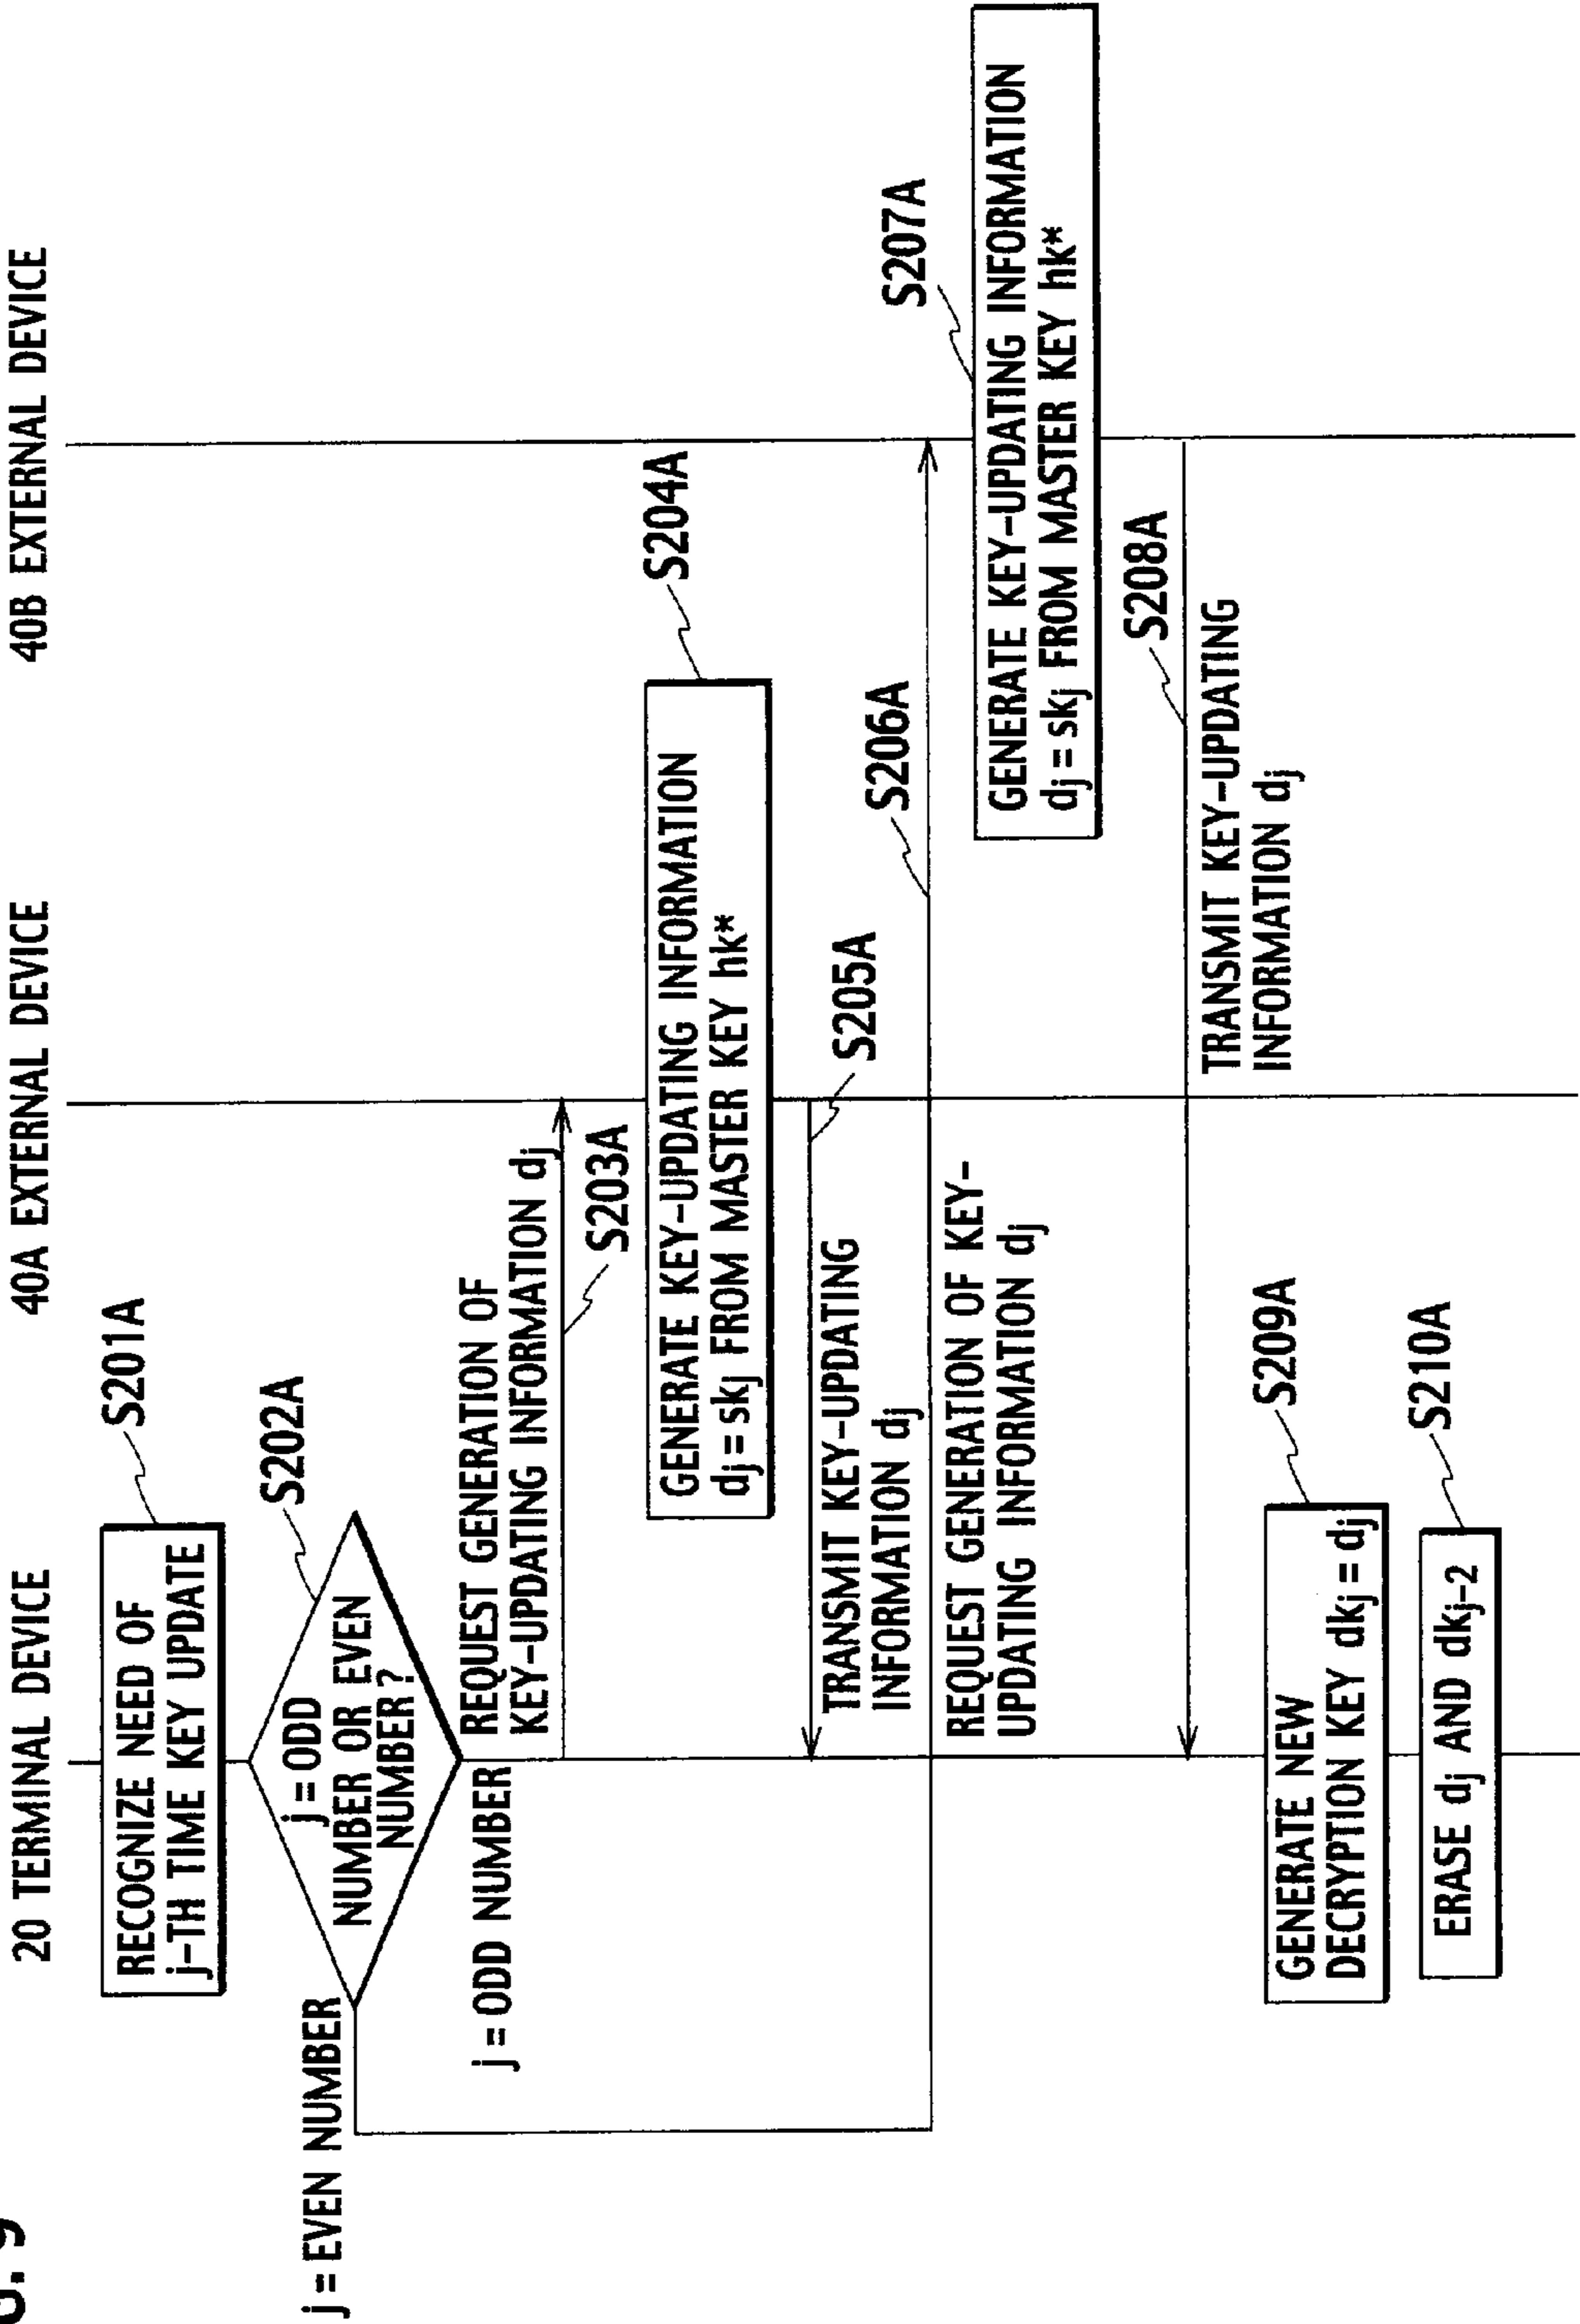 G. 9
20 TERMINAL DEVICE
40A EXTERNAL DEVICE
40B EXTERNAL DEVICE
RECOGNIZE NEED OF
j-TH TIME KEY UPDATE
S201A
j = ODD
NUMBER OR EVEN
NUMBER?
S202A
j = EVEN NUMBER
j = ODD NUMBER
REQUEST GENERATION OF
KEY-UPDATING INFORMATION dj
S203A
GENERATE KEY-UPDATING INFORMATION
dj = skj FROM MASTER KEY hk*
S204A
TRANSMIT KEY-UPDATING
INFORMATION dj
S205A
S206A
REQUEST GENERATION OF KEY-
UPDATING INFORMATION dj
GENERATE KEY-UPDATING INFORMATION
dj = skj FROM MASTER KEY hk*
S207A
S208A
TRANSMIT KEY-UPDATING
INFORMATION dj
GENERATE NEW
DECRYPTION KEY dkj = dj
S209A
ERASE dj AND dkj-2
S210A